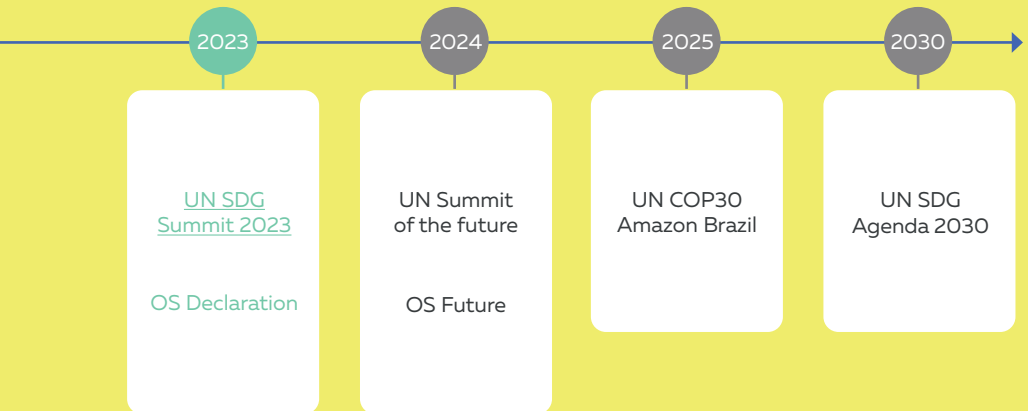 2023
UN SDG
Summit 2023
OS Declaration
2024
UN Summit
of the future
OS Future
2025
UN COP30
Amazon Brazil
2030
UN SDG
Agenda 2030